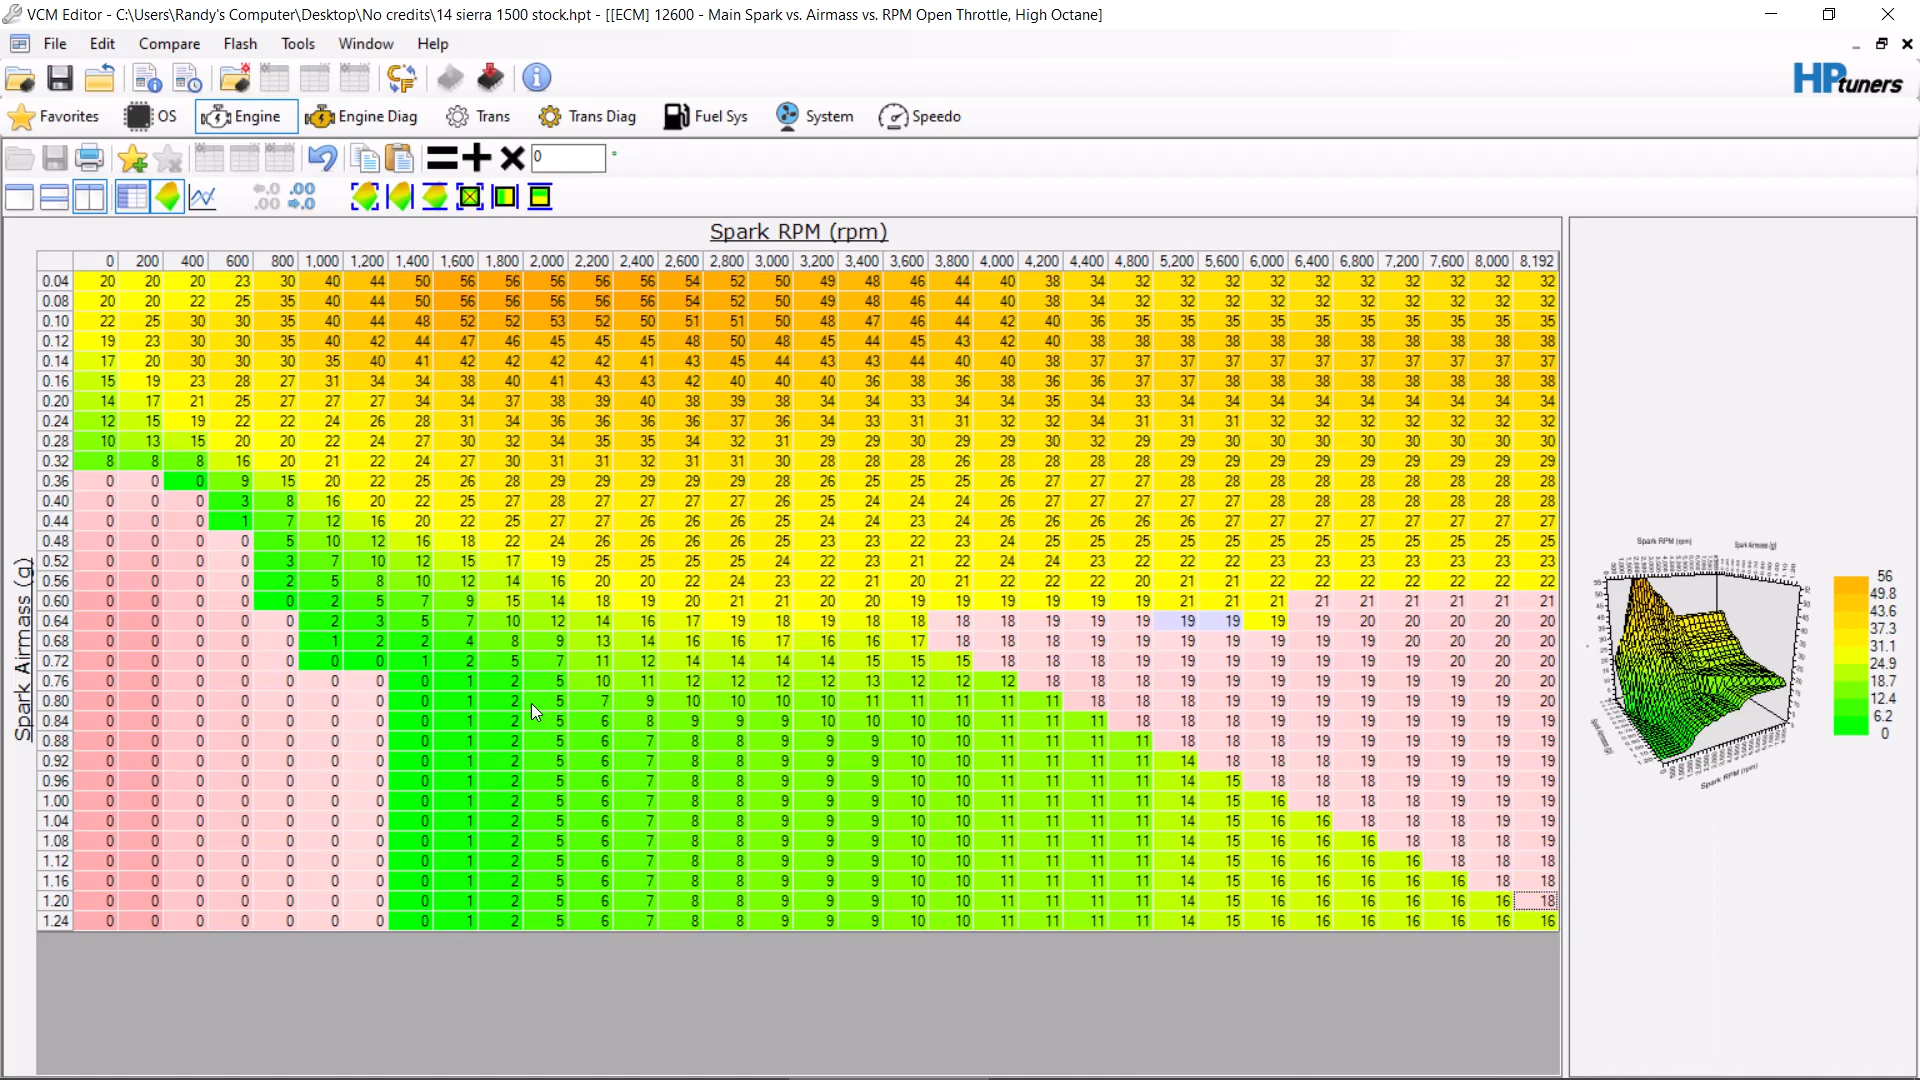 VCM Editor - C:\Users\Randy's Computer\Desktop\No credits\14 sierra 1500 stock.hpt - [[ECM] 12600 - Main Spark vs. Airmass vs. RPM Open Throttle, High Octane]
File Edit Compare Flash Tools Window Help
HPtuners
Favorites OS Engine Engine Diag Trans Trans Diag Fuel Sys System Speedo
0 °
Spark RPM (rpm)
0 200 400 600 800 1,000 1,200 1,400 1,600 1,800 2,000 2,200 2,400 2,600 2,800 3,000 3,200 3,400 3,600 3,800 4,000 4,200 4,400 4,800 5,200 5,600 6,000 6,400 6,800 7,200 7,600 8,000 8,192
0.04 20 20 20 23 30 40 44 50 56 56 56 56 56 54 52 50 49 48 46 44 40 38 34 32 32 32 32 32 32 32 32 32 32
0.08 20 20 22 25 35 40 44 50 56 56 56 56 56 54 52 50 49 48 46 44 40 38 34 32 32 32 32 32 32 32 32 32 32
0.10 22 25 30 30 35 40 44 48 52 52 53 52 50 51 51 50 48 47 46 44 42 40 36 35 35 35 35 35 35 35 35 35 35
0.12 19 23 30 30 35 40 42 44 47 46 45 45 45 48 50 48 45 44 45 43 42 40 38 38 38 38 38 38 38 38 38 38 38
0.14 17 20 30 30 30 35 40 41 42 42 42 42 41 43 45 44 43 43 44 40 40 38 37 37 37 37 37 37 37 37 37 37 37
0.16 15 19 23 28 27 31 34 34 38 40 41 43 43 42 40 40 40 36 38 36 38 36 36 37 37 38 38 38 38 38 38 38 38
0.20 14 17 21 25 27 27 27 34 34 37 38 39 40 38 39 38 34 34 36 34 34 35 34 33 34 34 34 34 34 34 34 34 34
0.24 12 15 19 22 22 24 26 28 31 34 36 36 36 36 37 36 34 33 31 31 32 32 34 31 31 31 32 32 32 32 32 32 32
0.28 10 13 15 20 20 22 24 27 30 32 34 35 35 34 32 31 29 29 30 29 29 30 32 29 29 30 30 30 30 30 30 30 30
0.32 8 8 8 16 20 21 22 24 27 30 31 31 32 31 31 30 28 28 28 26 28 28 28 28 29 29 29 29 29 29 29 29 29
0.36 0 0 0 9 15 20 22 25 26 28 29 29 29 29 29 28 26 25 25 24 26 27 27 27 28 28 28 28 28 28 28 28 28
0.40 0 0 0 3 8 16 20 22 25 27 28 27 27 27 27 26 25 24 24 24 26 27 27 27 27 28 28 28 28 28 28 28 28
0.44 0 0 0 1 7 12 16 20 22 25 27 27 26 26 26 25 24 24 23 24 26 26 26 26 26 27 27 27 27 27 27 27 27
0.48 0 0 0 0 5 10 12 16 18 22 24 26 26 26 26 25 23 23 22 23 24 25 25 25 25 25 25 25 25 25 25 25 25
0.52 0 0 0 0 3 7 10 12 15 17 19 25 25 25 25 24 22 23 21 22 24 24 23 22 22 22 23 23 23 23 23 23 23
0.56 0 0 0 0 2 5 8 10 12 14 16 20 20 22 24 23 22 21 20 21 22 22 22 20 21 21 22 22 22 22 22 22 22
0.60 0 0 0 0 0 2 5 7 9 15 14 18 19 20 21 21 20 20 19 19 19 19 19 19 21 21 21 21 21 21 21 21 21
0.64 0 0 0 0 0 2 3 5 7 10 12 14 16 17 19 18 19 18 18 18 18 19 19 19 19 19 19 19 20 20 20 20 20
0.68 0 0 0 0 0 1 2 2 4 8 9 13 14 16 16 17 16 16 17 18 18 18 19 19 19 19 19 19 19 20 20 20 20
0.72 0 0 0 0 0 0 0 1 2 5 7 11 12 14 14 14 14 15 15 15 18 18 18 19 19 19 19 19 19 19 20 20 20
0.76 0 0 0 0 0 0 0 0 1 2 5 10 11 12 12 12 12 13 12 12 12 18 18 18 19 19 19 19 19 19 19 20 20
0.80 0 0 0 0 0 0 0 0 1 2 5 7 9 10 10 10 10 11 11 11 11 11 18 18 18 19 19 19 19 19 19 19 20
0.84 0 0 0 0 0 0 0 0 1 2 5 6 8 9 9 9 10 10 10 10 11 11 11 18 18 18 19 19 19 19 19 19 19
0.88 0 0 0 0 0 0 0 0 1 2 5 6 7 8 8 9 9 9 10 10 11 11 11 11 18 18 18 19 19 19 19 19 19
0.92 0 0 0 0 0 0 0 0 1 2 5 6 7 8 8 9 9 9 10 10 11 11 11 11 14 18 18 18 19 19 19 19 19
0.96 0 0 0 0 0 0 0 0 1 2 5 6 7 8 8 9 9 9 10 10 11 11 11 11 14 15 18 18 18 19 19 19 19
1.00 0 0 0 0 0 0 0 0 1 2 5 6 7 8 8 9 9 9 10 10 11 11 11 11 14 15 16 18 18 18 19 19 19
1.04 0 0 0 0 0 0 0 0 1 2 5 6 7 8 8 9 9 9 10 10 11 11 11 11 14 15 16 16 18 18 18 19 19
1.08 0 0 0 0 0 0 0 0 1 2 5 6 7 8 8 9 9 9 10 10 11 11 11 11 14 15 16 16 16 18 18 18 19
1.12 0 0 0 0 0 0 0 0 1 2 5 6 7 8 8 9 9 9 10 10 11 11 11 11 14 15 16 16 16 16 18 18 18
1.16 0 0 0 0 0 0 0 0 1 2 5 6 7 8 8 9 9 9 10 10 11 11 11 11 14 15 16 16 16 16 16 18 18
1.20 0 0 0 0 0 0 0 0 1 2 5 6 7 8 8 9 9 9 10 10 11 11 11 11 14 15 16 16 16 16 16 16 18
1.24 0 0 0 0 0 0 0 0 1 2 5 6 7 8 8 9 9 9 10 10 11 11 11 11 14 15 16 16 16 16 16 16 16
Spark Airmass (g)
Spark RPM (rpm)
Spark Airmass (g)
Spark RPM (rpm)
56
49.8
43.6
37.3
31.1
24.9
18.7
12.4
6.2
0